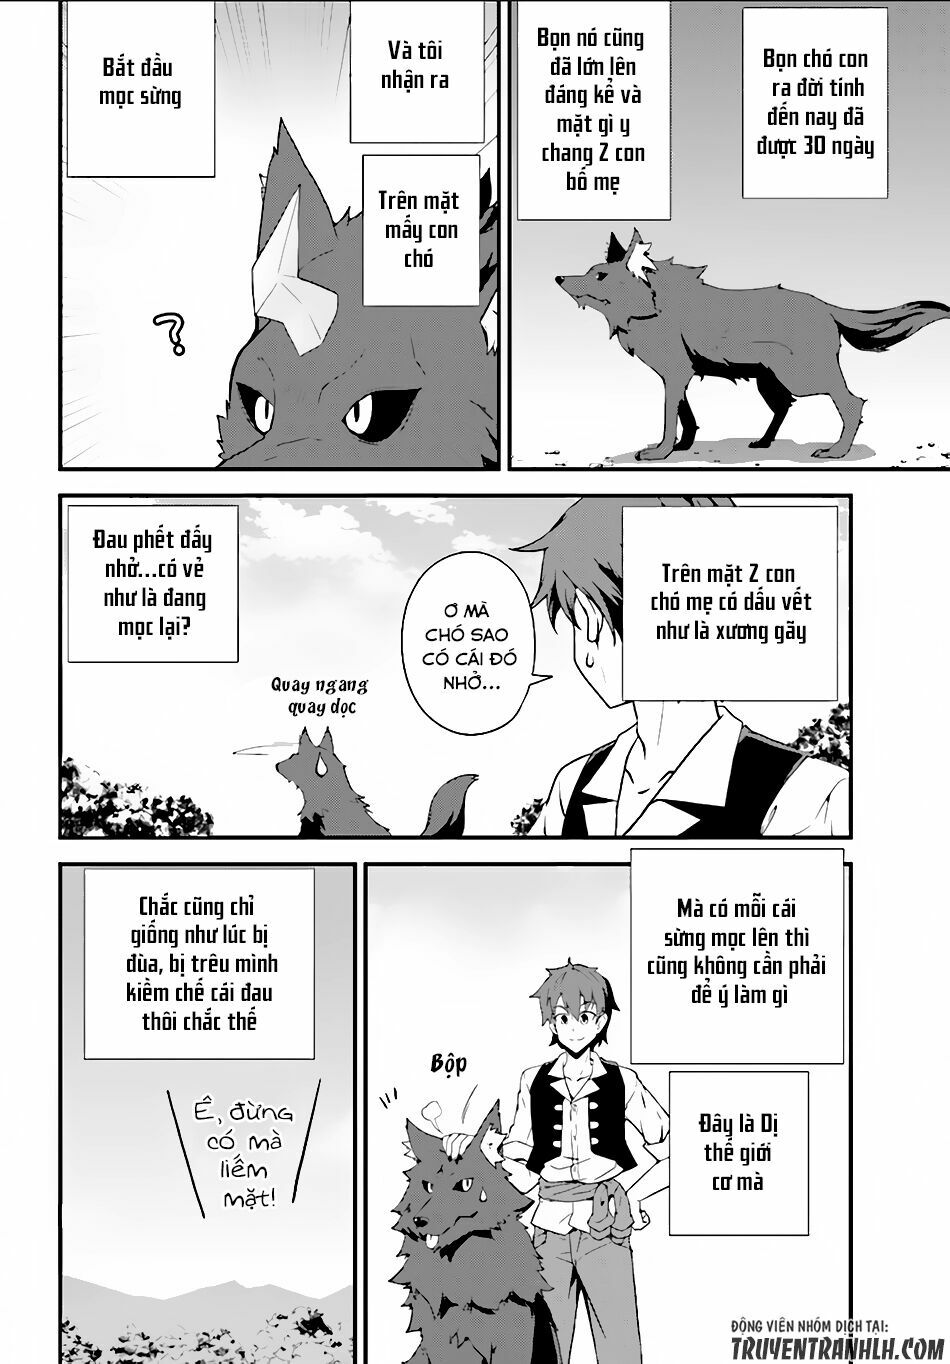 Bọn chó con
ra đời tính
đến nay đã
được 30 ngày
Bọn nó cũng
đã lớn lên
đáng kể và
mặt gì y
chang 2 con
bố mẹ
Và tôi
nhận ra
Trên mặt
mấy con
chó
Bắt đầu
mọc sừng
?
Trên mặt 2 con
chó mẹ có dấu vết
như là xương gãy
Ơ MÀ
CHÓ SAO
CÓ CÁI ĐÓ
NHỞ...
Quay ngang
quay dọc
Đau phết đấy
nhở...có vẻ
như là đang
mọc lại?
Mà có mỗi cái
sừng mọc lên thì
cũng không cần phải
để ý làm gì
Đây là Dị
thế giới
cơ mà
Bộp
Chắc cũng chỉ
giống như lúc bị
đùa, bị trêu mình
kiềm chế cái đau
thôi chắc thế
Ê, đừng
có mà
liếm
mặt!
ĐỘNG VIÊN NHÓM DỊCH TẠI:
TRUYENTRANHLH.COM